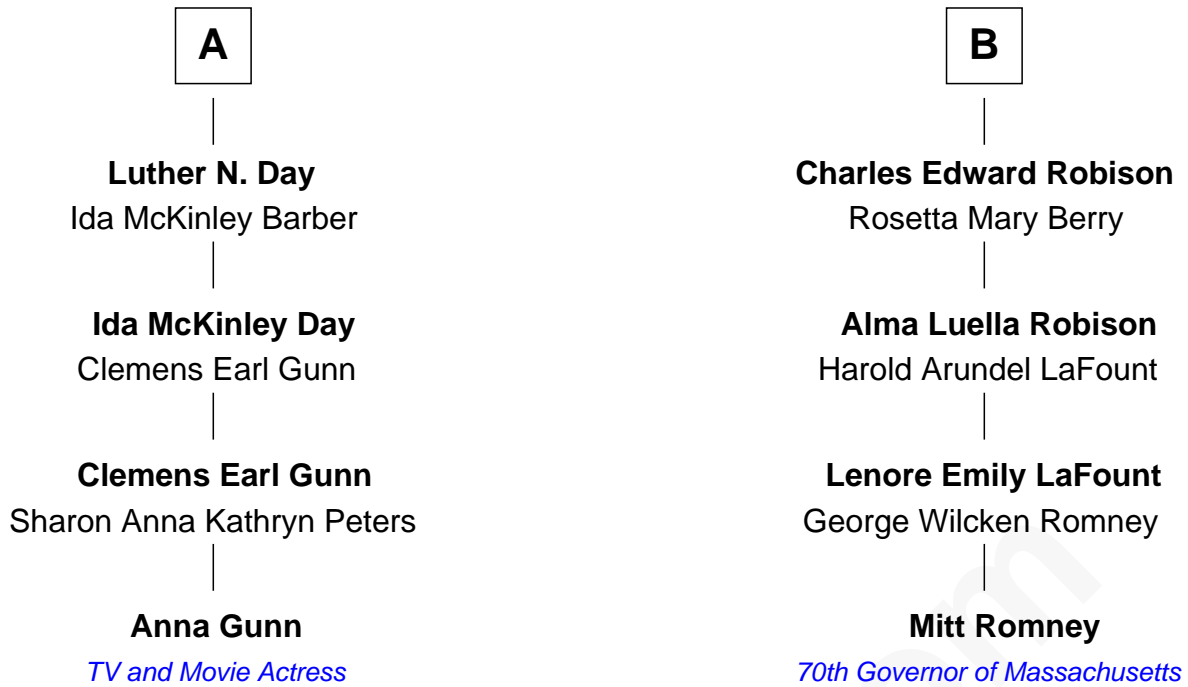 A
Luther N. Day
Ida McKinley Barber
Ida McKinley Day
Clemens Earl Gunn
Clemens Earl Gunn
Sharon Anna Kathryn Peters
Anna Gunn
TV and Movie Actress
B
Charles Edward Robison
Rosetta Mary Berry
Alma Luella Robison
Harold Arundel LaFount
Lenore Emily LaFount
George Wilcken Romney
Mitt Romney
70th Governor of Massachusetts